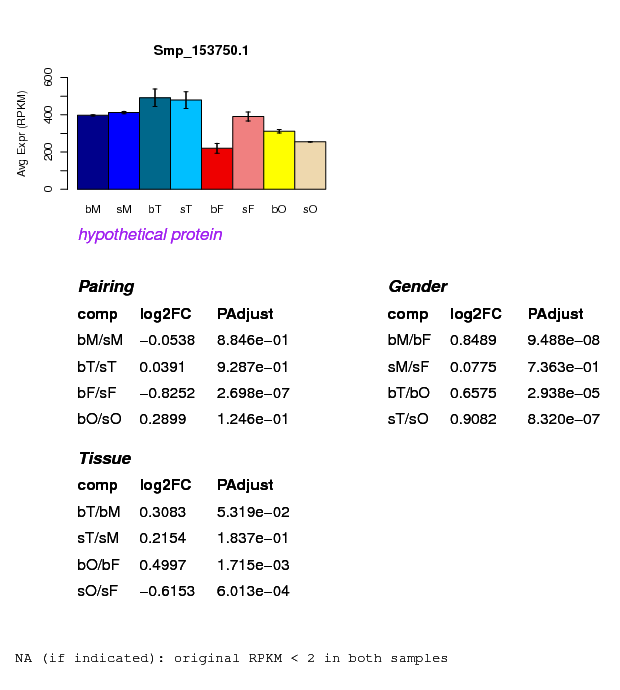 Smp_153750.1
Avg Expr (RPKM)
600
400
200
0
bM sM bT sT bF sF bO sO
hypothetical protein
Pairing
comp log2FC PAdjust
bM/sM −0.0538 8.846e−01
bT/sT 0.0391 9.287e−01
bF/sF −0.8252 2.698e−07
bO/sO 0.2899 1.246e−01
Gender
comp log2FC PAdjust
bM/bF 0.8489 9.488e−08
sM/sF 0.0775 7.363e−01
bT/bO 0.6575 2.938e−05
sT/sO 0.9082 8.320e−07
Tissue
comp log2FC PAdjust
bT/bM 0.3083 5.319e−02
sT/sM 0.2154 1.837e−01
bO/bF 0.4997 1.715e−03
sO/sF −0.6153 6.013e−04
NA (if indicated): original RPKM < 2 in both samples